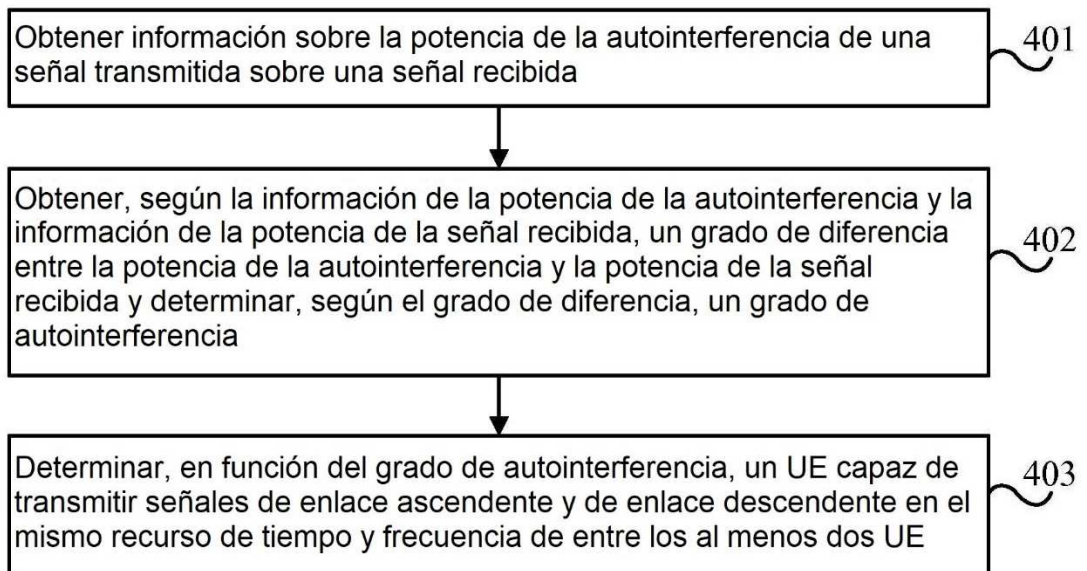 Obtener información sobre la potencia de la autointerferencia de una
señal transmitida sobre una señal recibida
401
Obtener, según la información de la potencia de la autointerferencia y la
información de la potencia de la señal recibida, un grado de diferencia
entre la potencia de la autointerferencia y la potencia de la señal
recibida y determinar, según el grado de diferencia, un grado de
autointerferencia
402
Determinar, en función del grado de autointerferencia, un UE capaz de
transmitir señales de enlace ascendente y de enlace descendente en el
mismo recurso de tiempo y frecuencia de entre los al menos dos UE
403